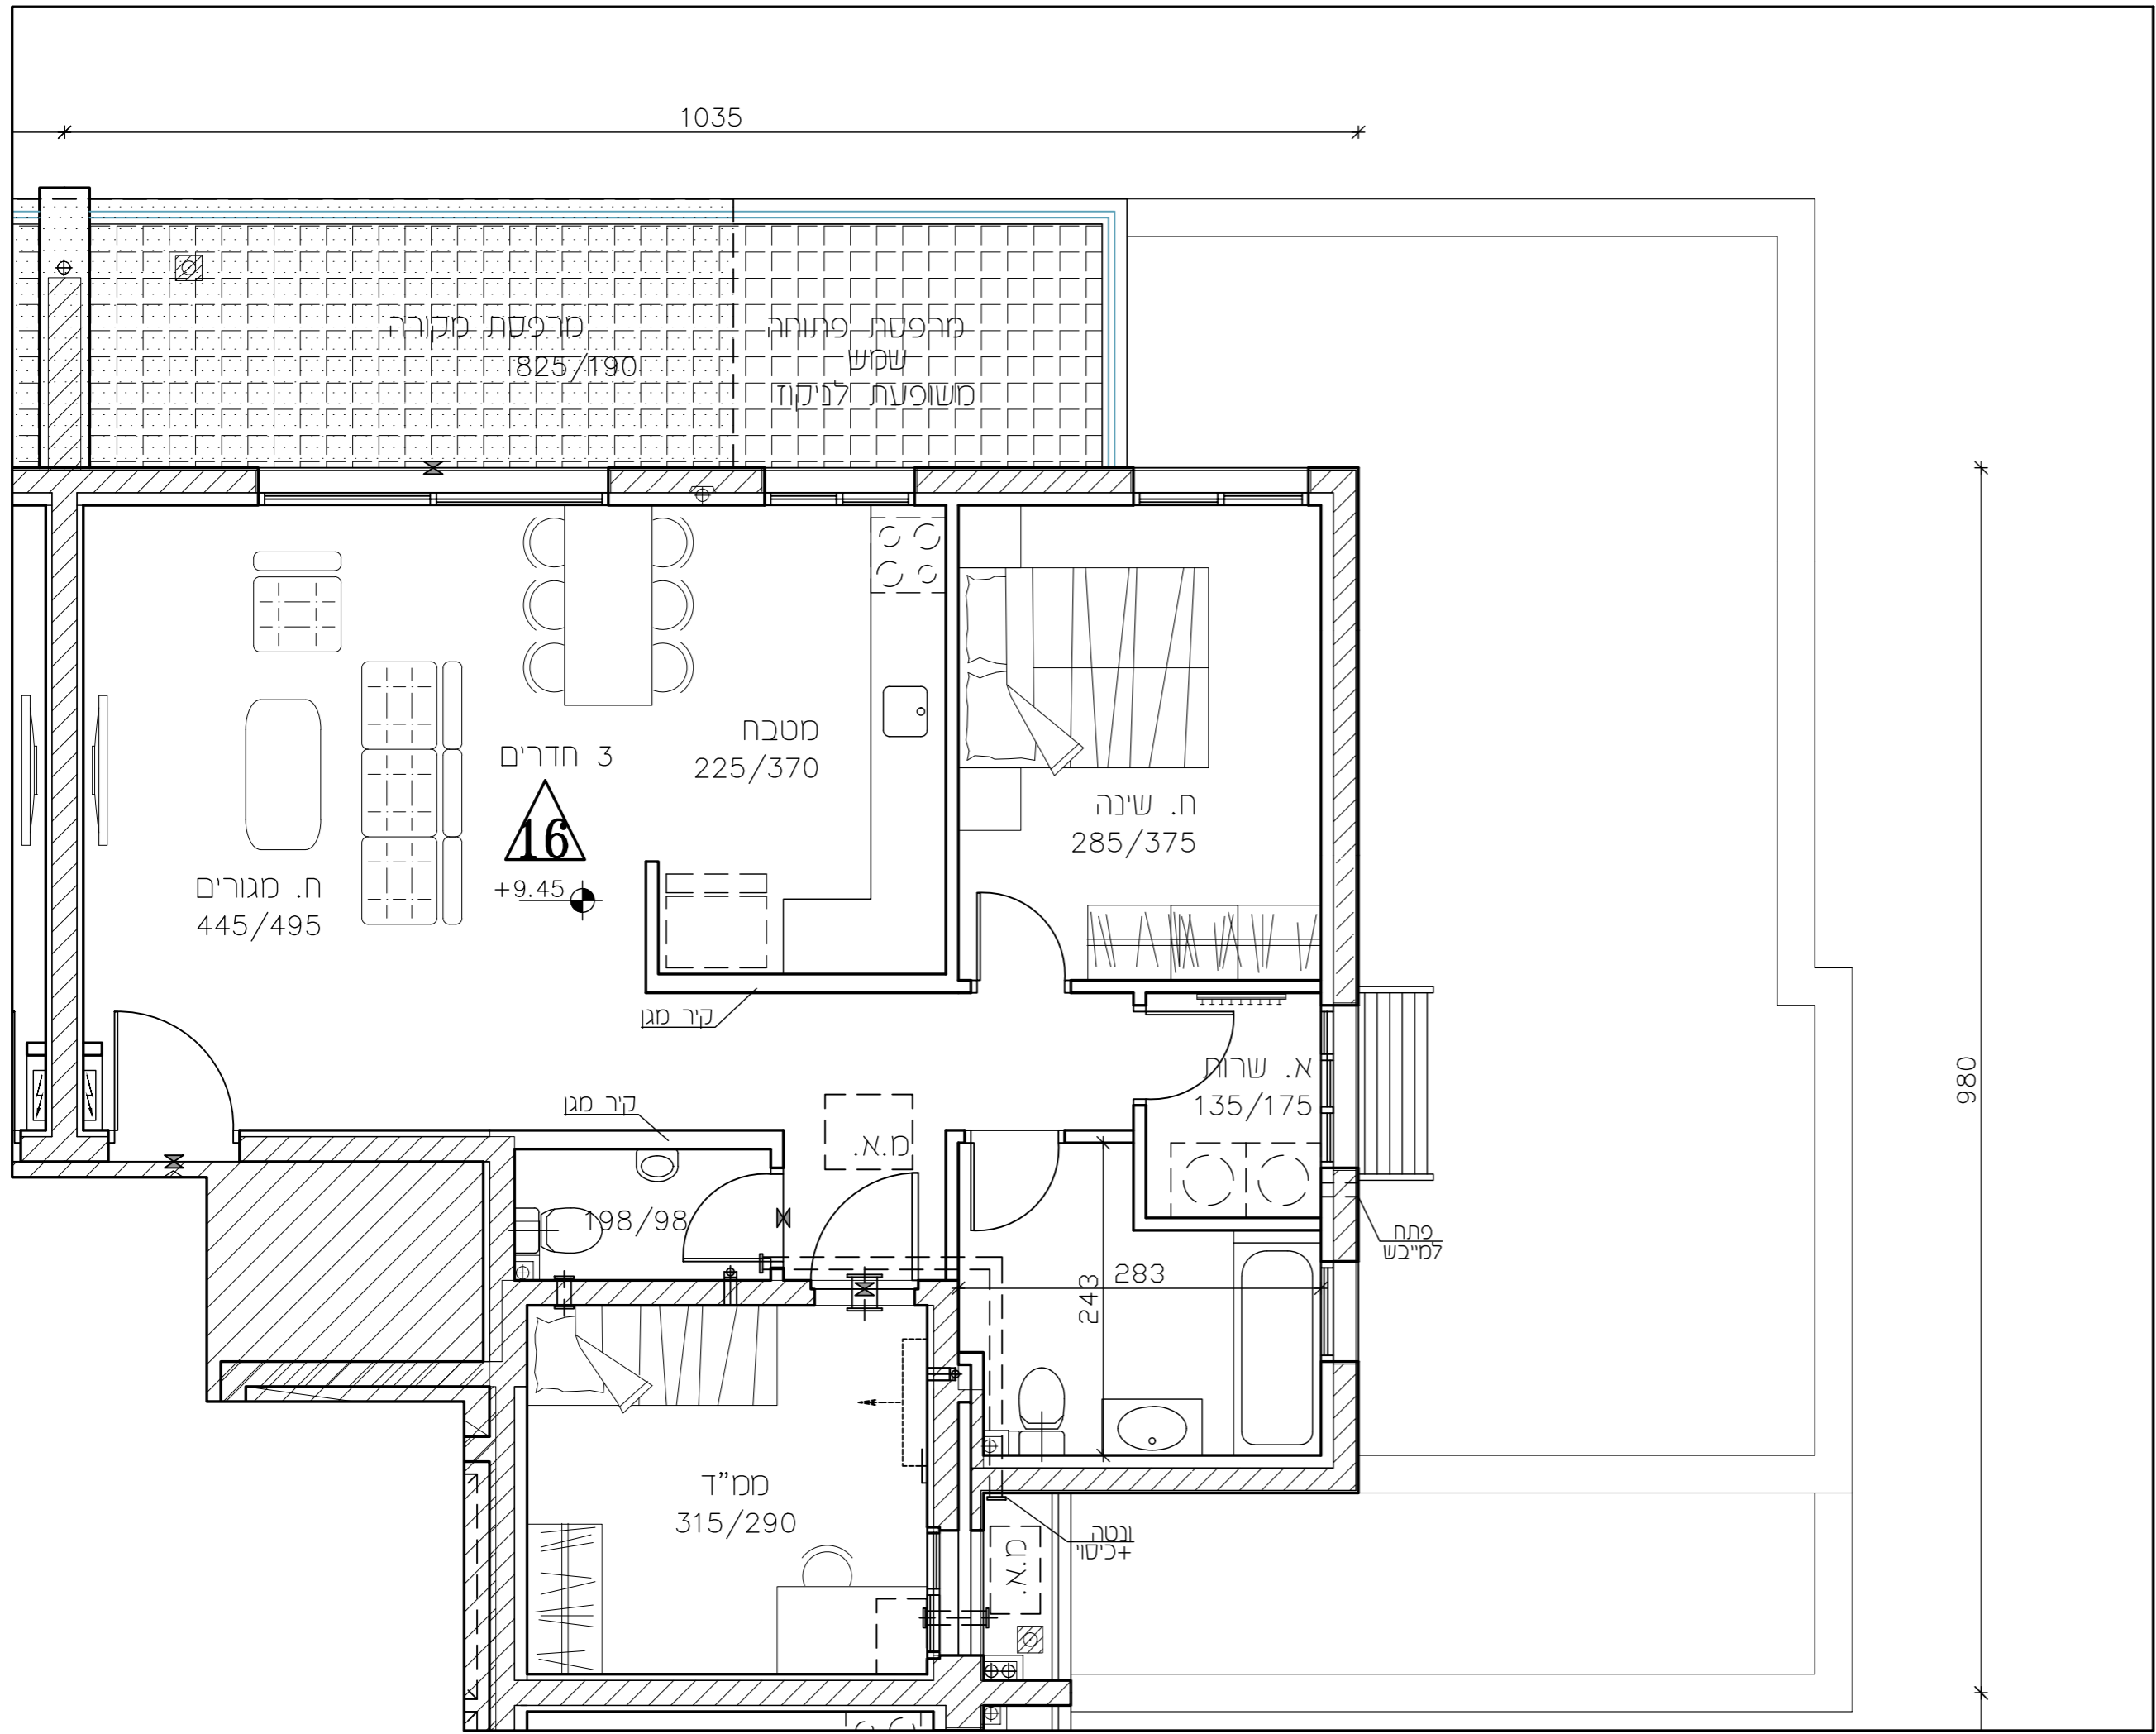 1035
מרפסת מקורה
825/190
מרפסת פתוחה
שמש
משופעת לניקוז
מטבח
225/370
3 חדרים
16
+9.45
ח. שינה
285/375
ח. מגורים
445/495
קיר מגן
א. שרות
135/175
980
קיר מגן
מ.א.
198/98
פתח
למייבש
283
243
ממ"ד
315/290
ונטה
+כיסוי
מ.א.